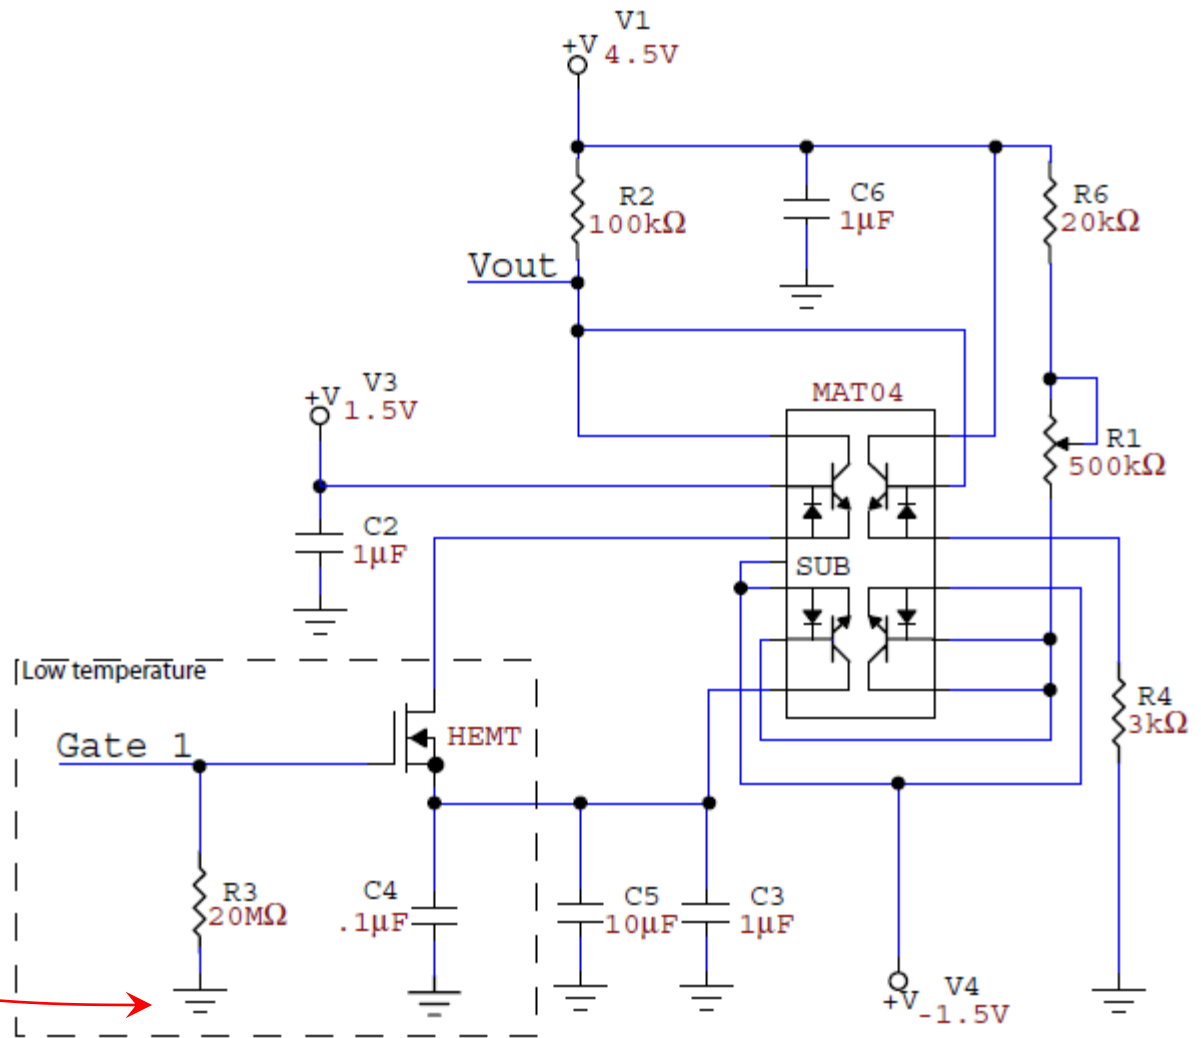 V1
+V 4.5V
R2
100kΩ
C6
1µF
R6
20kΩ
Vout
V3
+V 1.5V
MAT04
R1
500kΩ
C2
1µF
SUB
Low temperature
HEMT
Gate 1
R4
3kΩ
R3
20MΩ
C4
.1µF
C5
10µF
C3
1µF
V4
+V -1.5V